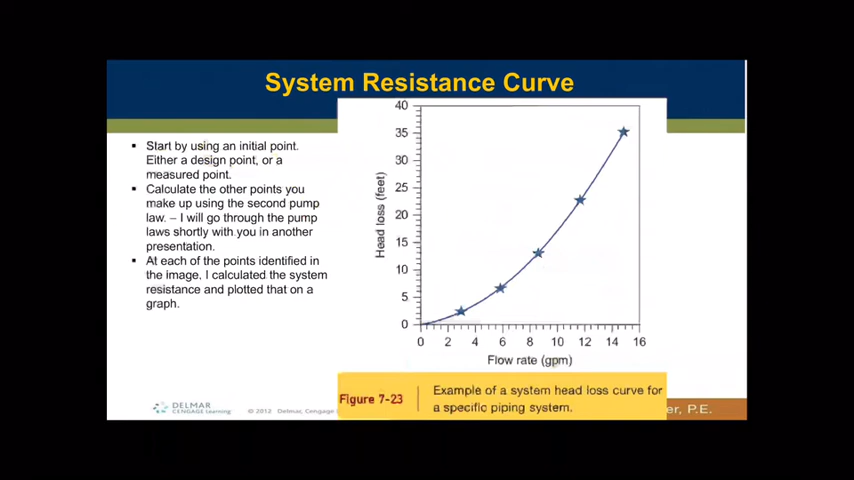 System Resistance Curve
Start by using an initial point.
Either a design point, or a
measured point.
Calculate the other points you
make up using the second pump
law. – I will go through the pump
laws shortly with you in another
presentation.
At each of the points identified in
the image, I calculated the system
resistance and plotted that on a
graph.
40
35
30
25
20
15
10
5
0
Head loss (feet)
0 2 4 6 8 10 12 14 16
Flow rate (gpm)
Figure 7-23
Example of a system head loss curve for
a specific piping system.
DELMAR
CENGAGE Learning
© 2012 Delmar, Cengage
er, P.E.